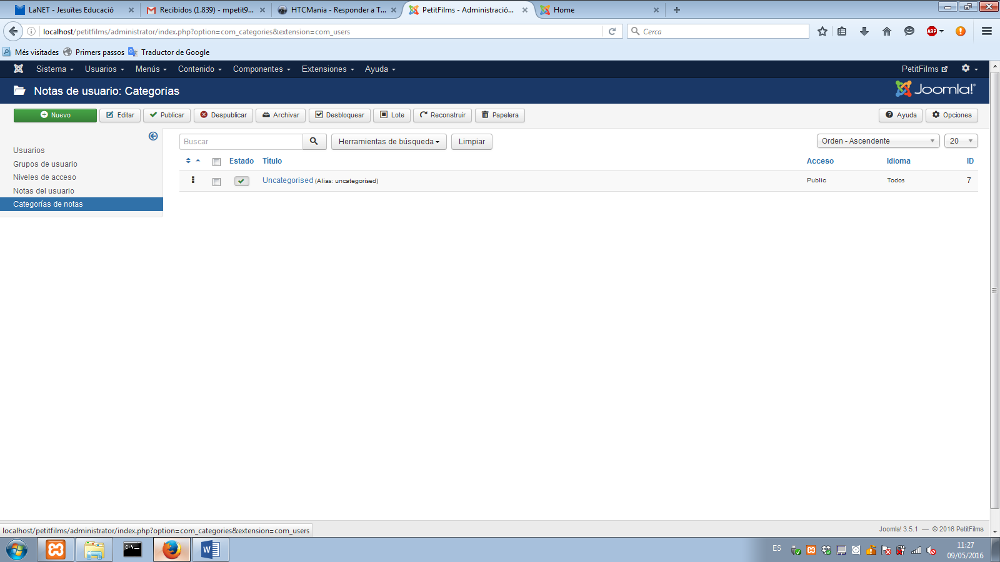 LaNET - Jesuïtes Educació
Recibidos (1.839) - mpetit9...
HTCMania - Responder a T...
PetitFilms - Administració...
Home
localhost/petitfilms/administrator/index.php?option=com_categories&extension=com_users
Cerca
ABP
Més visitades
Primers passos
Traductor de Google
Sistema
Usuarios
Menús
Contenido
Componentes
Extensiones
Ayuda
PetitFilms
Notas de usuario: Categorías
Joomla!®
Nuevo
Editar
Publicar
Despublicar
Archivar
Desbloquear
Lote
Reconstruir
Papelera
Ayuda
Opciones
Usuarios
Grupos de usuario
Niveles de acceso
Notas del usuario
Categorías de notas
Buscar
Herramientas de búsqueda
Limpiar
Orden - Ascendente
20
Estado
Título
Acceso
Idioma
ID
Uncategorised (Alias: uncategorised)
Public
Todos
7
localhost/petitfilms/administrator/index.php?option=com_categories&extension=com_users
Joomla! 3.5.1 — © 2016 PetitFilms
C:\_
ES
11:27
09/05/2016